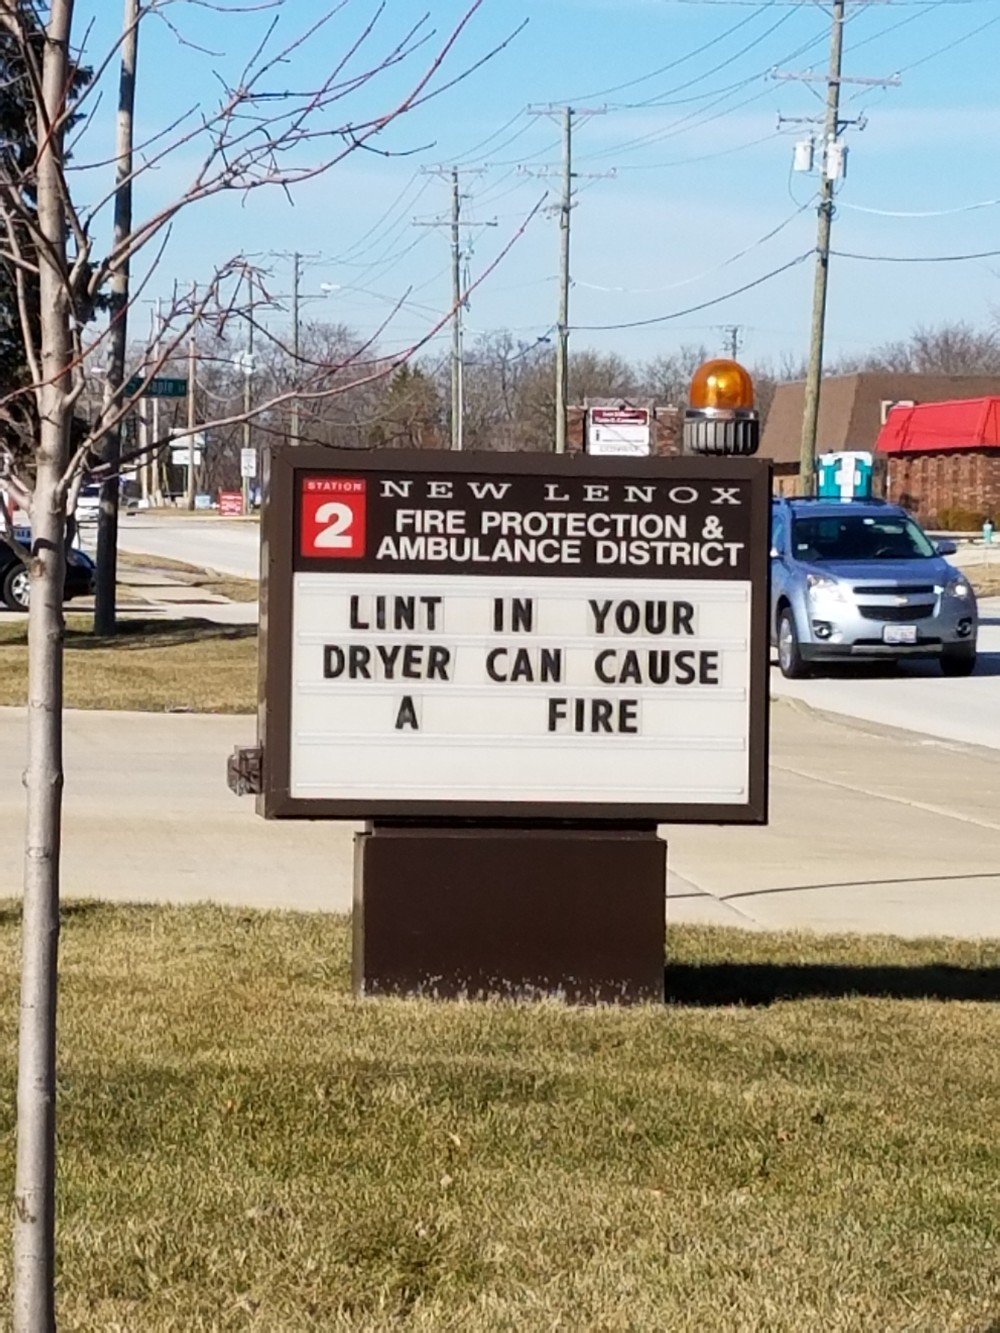 STATION
2
NEW LENOX
FIRE PROTECTION &
AMBULANCE DISTRICT
LINT IN YOUR
DRYER CAN CAUSE
A FIRE